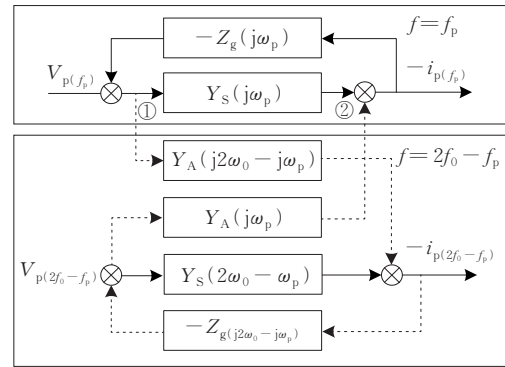 −Z_g(jω_p)
f=f_p
V_p(f_p)
−i_p(f_p)
Y_S(jω_p)
①
②
Y_A(j2ω_0−jω_p)
f=2f_0−f_p
Y_A(jω_p)
V_p(2f_0−f_p)
−i_p(2f_0−f_p)
Y_S(2ω_0−ω_p)
−Z_g(j2ω_0−jω_p)